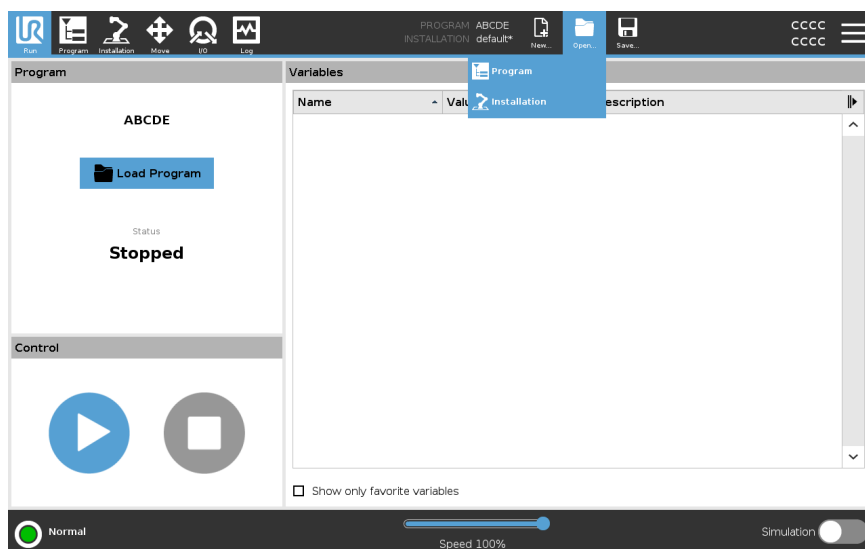 UR
Run
Program
Installation
Move
I/O
Log
PROGRAM ABCDE
INSTALLATION default*
New...
Open...
Save...
CCCC
CCCC
Program
Installation
Program
ABCDE
Load Program
Status
Stopped
Control
Variables
Name
Valu
escription
Show only favorite variables
Normal
Speed 100%
Simulation